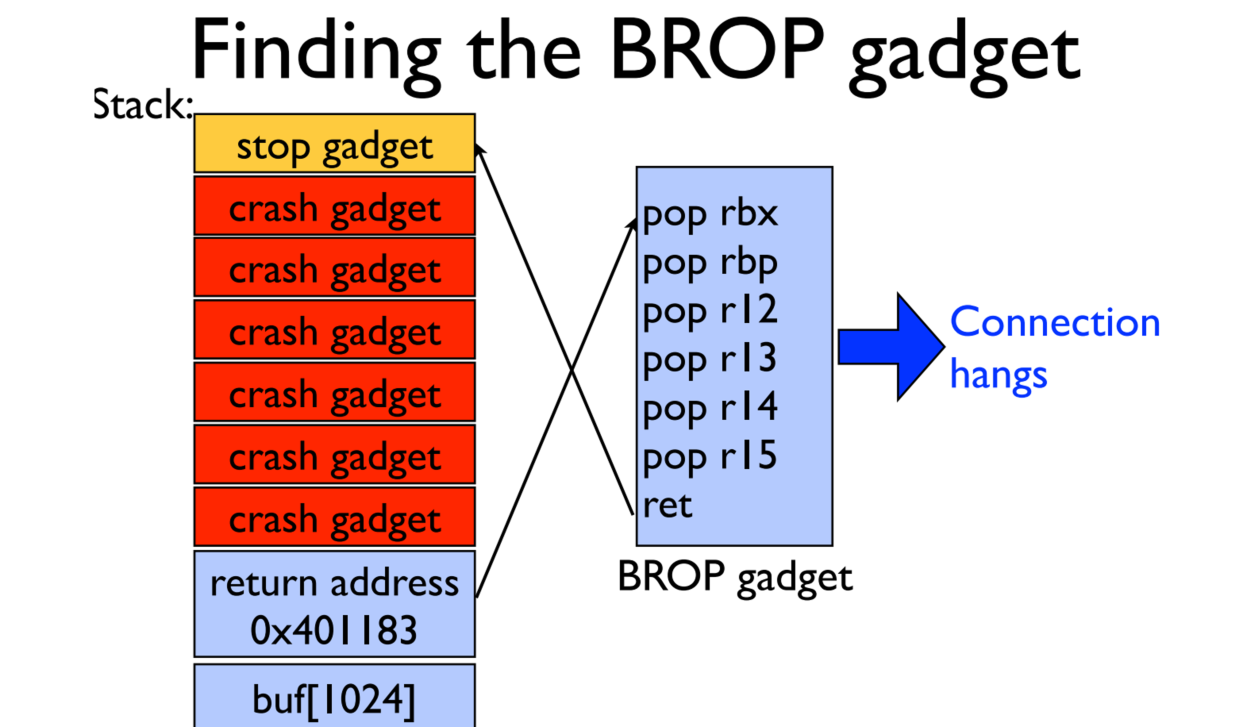 Finding the BROP gadget
Stack:
stop gadget
crash gadget
crash gadget
crash gadget
crash gadget
crash gadget
crash gadget
return address
0x401183
buf[1024]
pop rbx
pop rbp
pop r12
pop r13
pop r14
pop r15
ret
BROP gadget
Connection
hangs